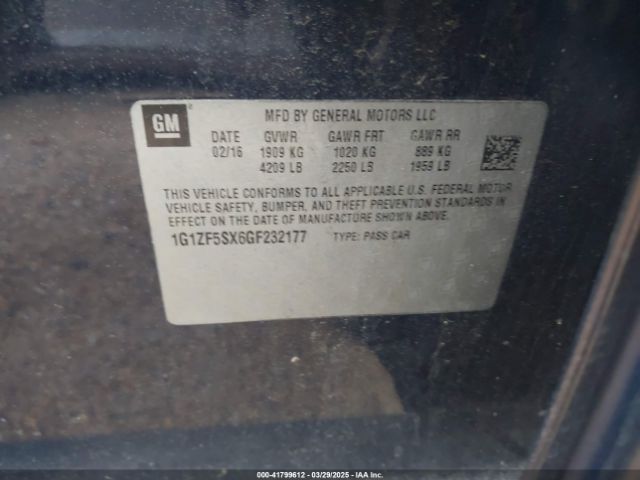 GM
MFD BY GENERAL MOTORS LLC
DATE GVWR GAWR FRT GAWR RR
02/16 1909 KG 1020 KG 889 KG
4209 LB 2250 LB 1959 LB
THIS VEHICLE CONFORMS TO ALL APPLICABLE U.S. FEDERAL MOTOR
VEHICLE SAFETY, BUMPER, AND THEFT PREVENTION STANDARDS IN
EFFECT ON THE DATE OF MANUFACTURE SHOWN ABOVE.
1G1ZF5SX6GF232177 TYPE: PASS CAR
000-41799612 - 03/29/2025 - IAA Inc.